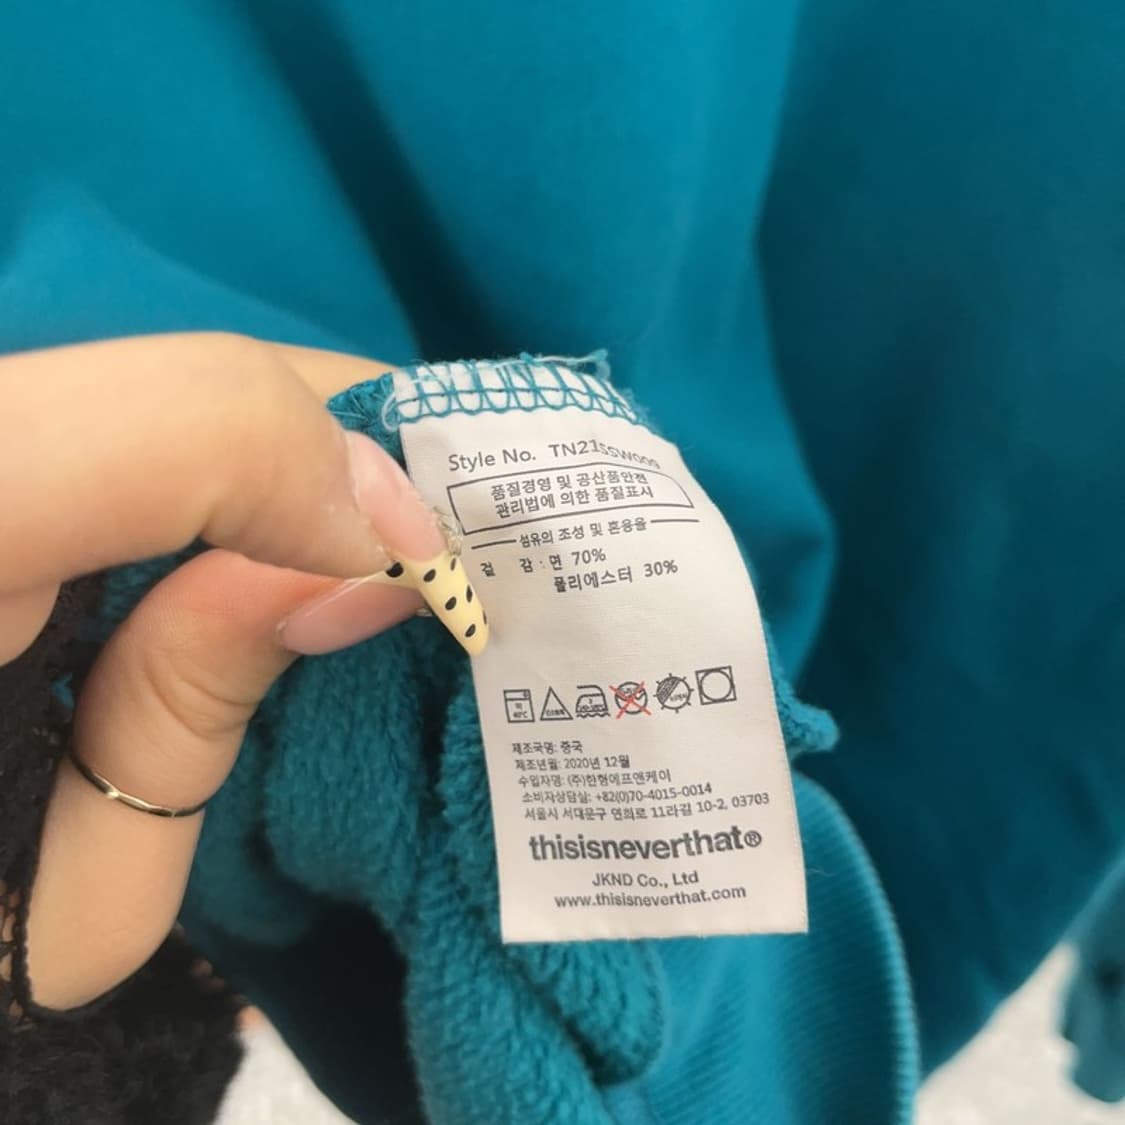 Style No. TN21SSW009
품질경영 및 공산품안전
관리법에 의한 품질표시
섬유의 조성 및 혼용율
겉 감 : 면 70%
폴리에스터 30%
제조국명: 중국
제조년월: 2020년 12월
수입자명: (주)한형에프앤케이
소비자상담실: +82(0)70-4015-0014
서울시 서대문구 연희로 11라길 10-2, 03703
thisisneverthat®
JKND Co., Ltd
www.thisisneverthat.com